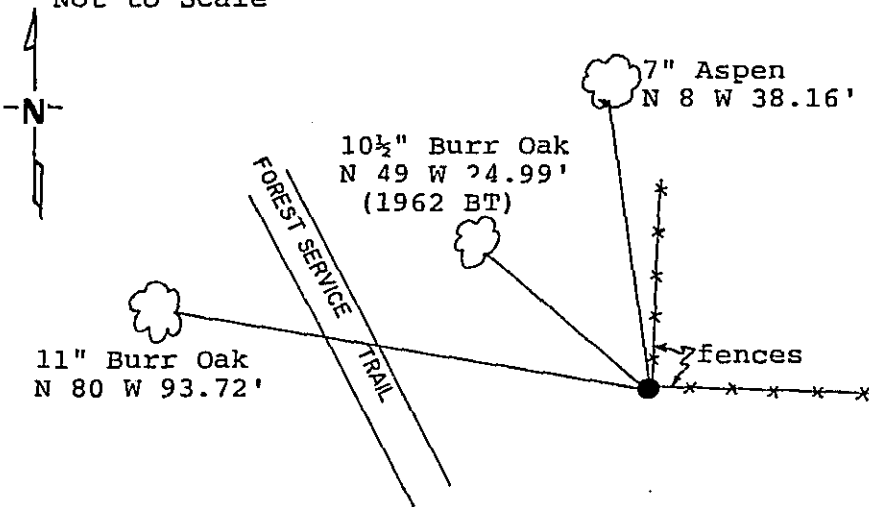 Not to Scale
-N-
7" Aspen
N 8 W 38.16'
10½" Burr Oak
N 49 W 24.99'
(1962 BT)
FOREST SERVICE TRAIL
11" Burr Oak
N 80 W 93.72'
fences